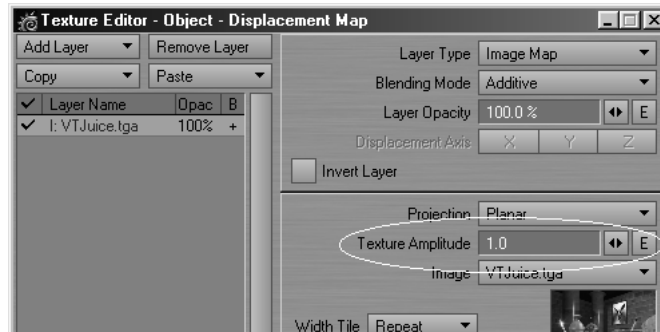 Texture Editor - Object - Displacement Map
Add Layer Remove Layer
Copy Paste
Layer Name Opac B
I: VTJuice.tga 100% +
Layer Type Image Map
Blending Mode Additive
Layer Opacity 100.0 % E
Displacement Axis X Y Z
Invert Layer
Projection Planar
Texture Amplitude 1.0 E
Image VTJuice.tga
Width Tile Repeat